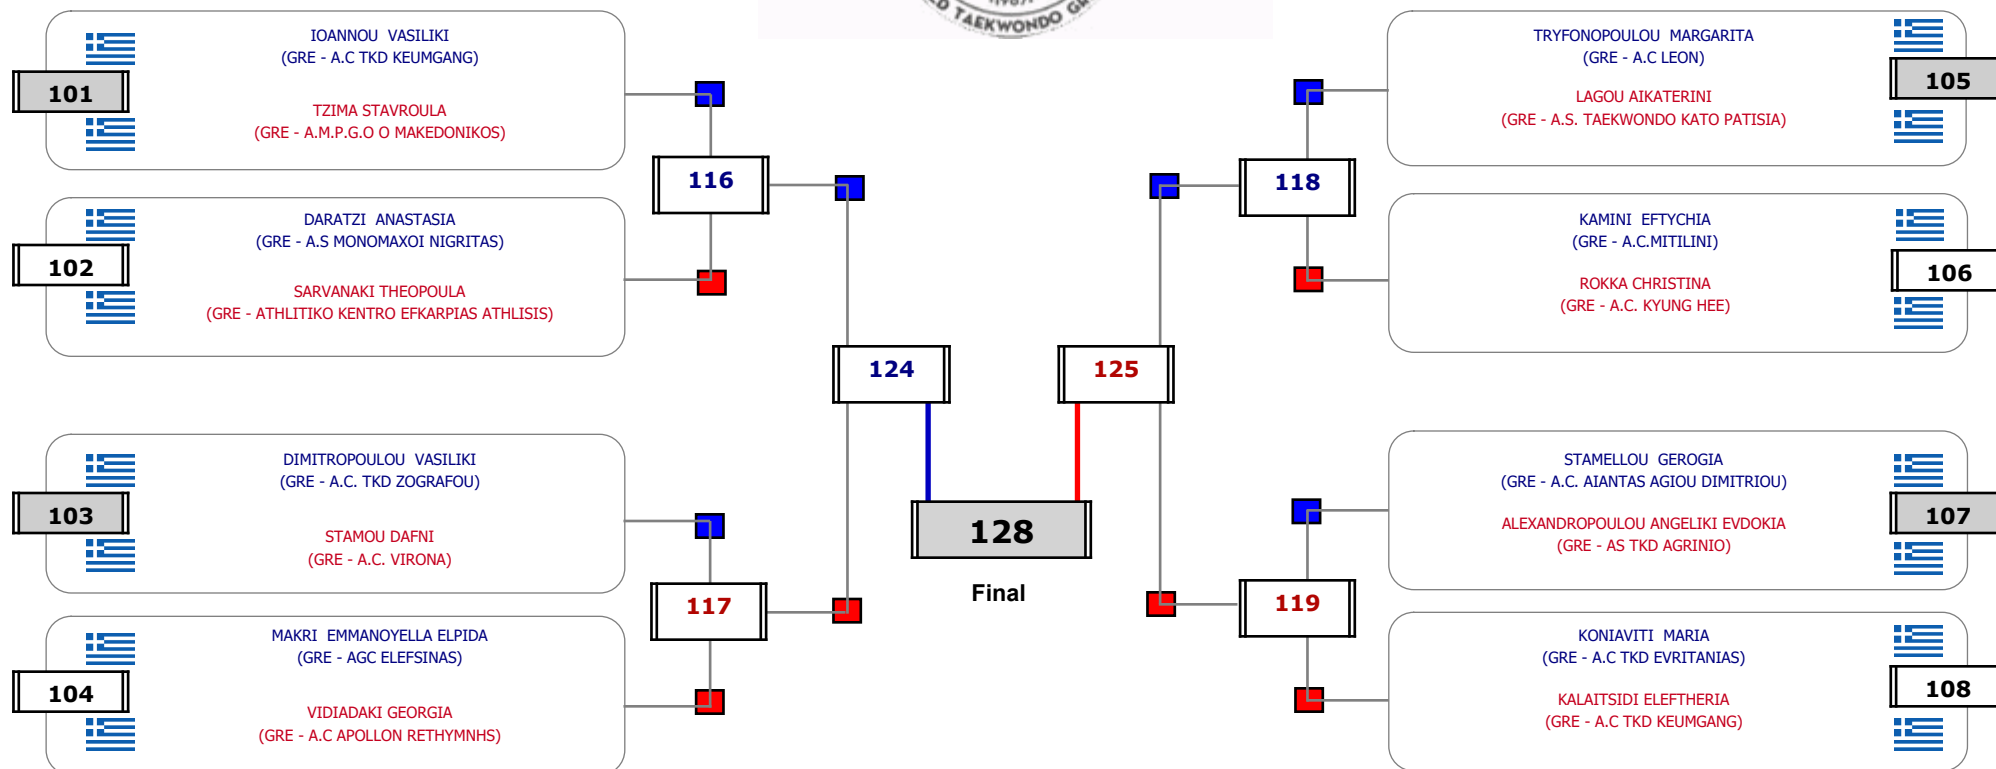 TAEKWONDO
IOANNOU VASILIKI
(GRE - A.C TKD KEUMGANG)
101
TZIMA STAVROULA
(GRE - A.M.P.G.O O MAKEDONIKOS)
116
DARATZI ANASTASIA
(GRE - A.S MONOMAXOI NIGRITAS)
102
SARVANAKI THEOPOULA
(GRE - ATHLITIKO KENTRO EFKARPIAS ATHLISIS)
124
DIMITROPOULOU VASILIKI
(GRE - A.C. TKD ZOGRAFOU)
103
STAMOU DAFNI
(GRE - A.C. VIRONA)
117
MAKRI EMMANOYELLA ELPIDA
(GRE - AGC ELEFSINAS)
104
VIDIADAKI GEORGIA
(GRE - A.C APOLLON RETHYMNHS)
128
Final
TRYFONOPOULOU MARGARITA
(GRE - A.C LEON)
105
LAGOU AIKATERINI
(GRE - A.S. TAEKWONDO KATO PATISIA)
118
KAMINI EFTYCHIA
(GRE - A.C.MITILINI)
106
ROKKA CHRISTINA
(GRE - A.C. KYUNG HEE)
125
STAMELLOU GEROGIA
(GRE - A.C. AIANTAS AGIOU DIMITRIOU)
107
ALEXANDROPOULOU ANGELIKI EVDOKIA
(GRE - AS TKD AGRINIO)
119
KONIAVITI MARIA
(GRE - A.C TKD EVRITANIAS)
108
KALAITSIDI ELEFTHERIA
(GRE - A.C TKD KEUMGANG)